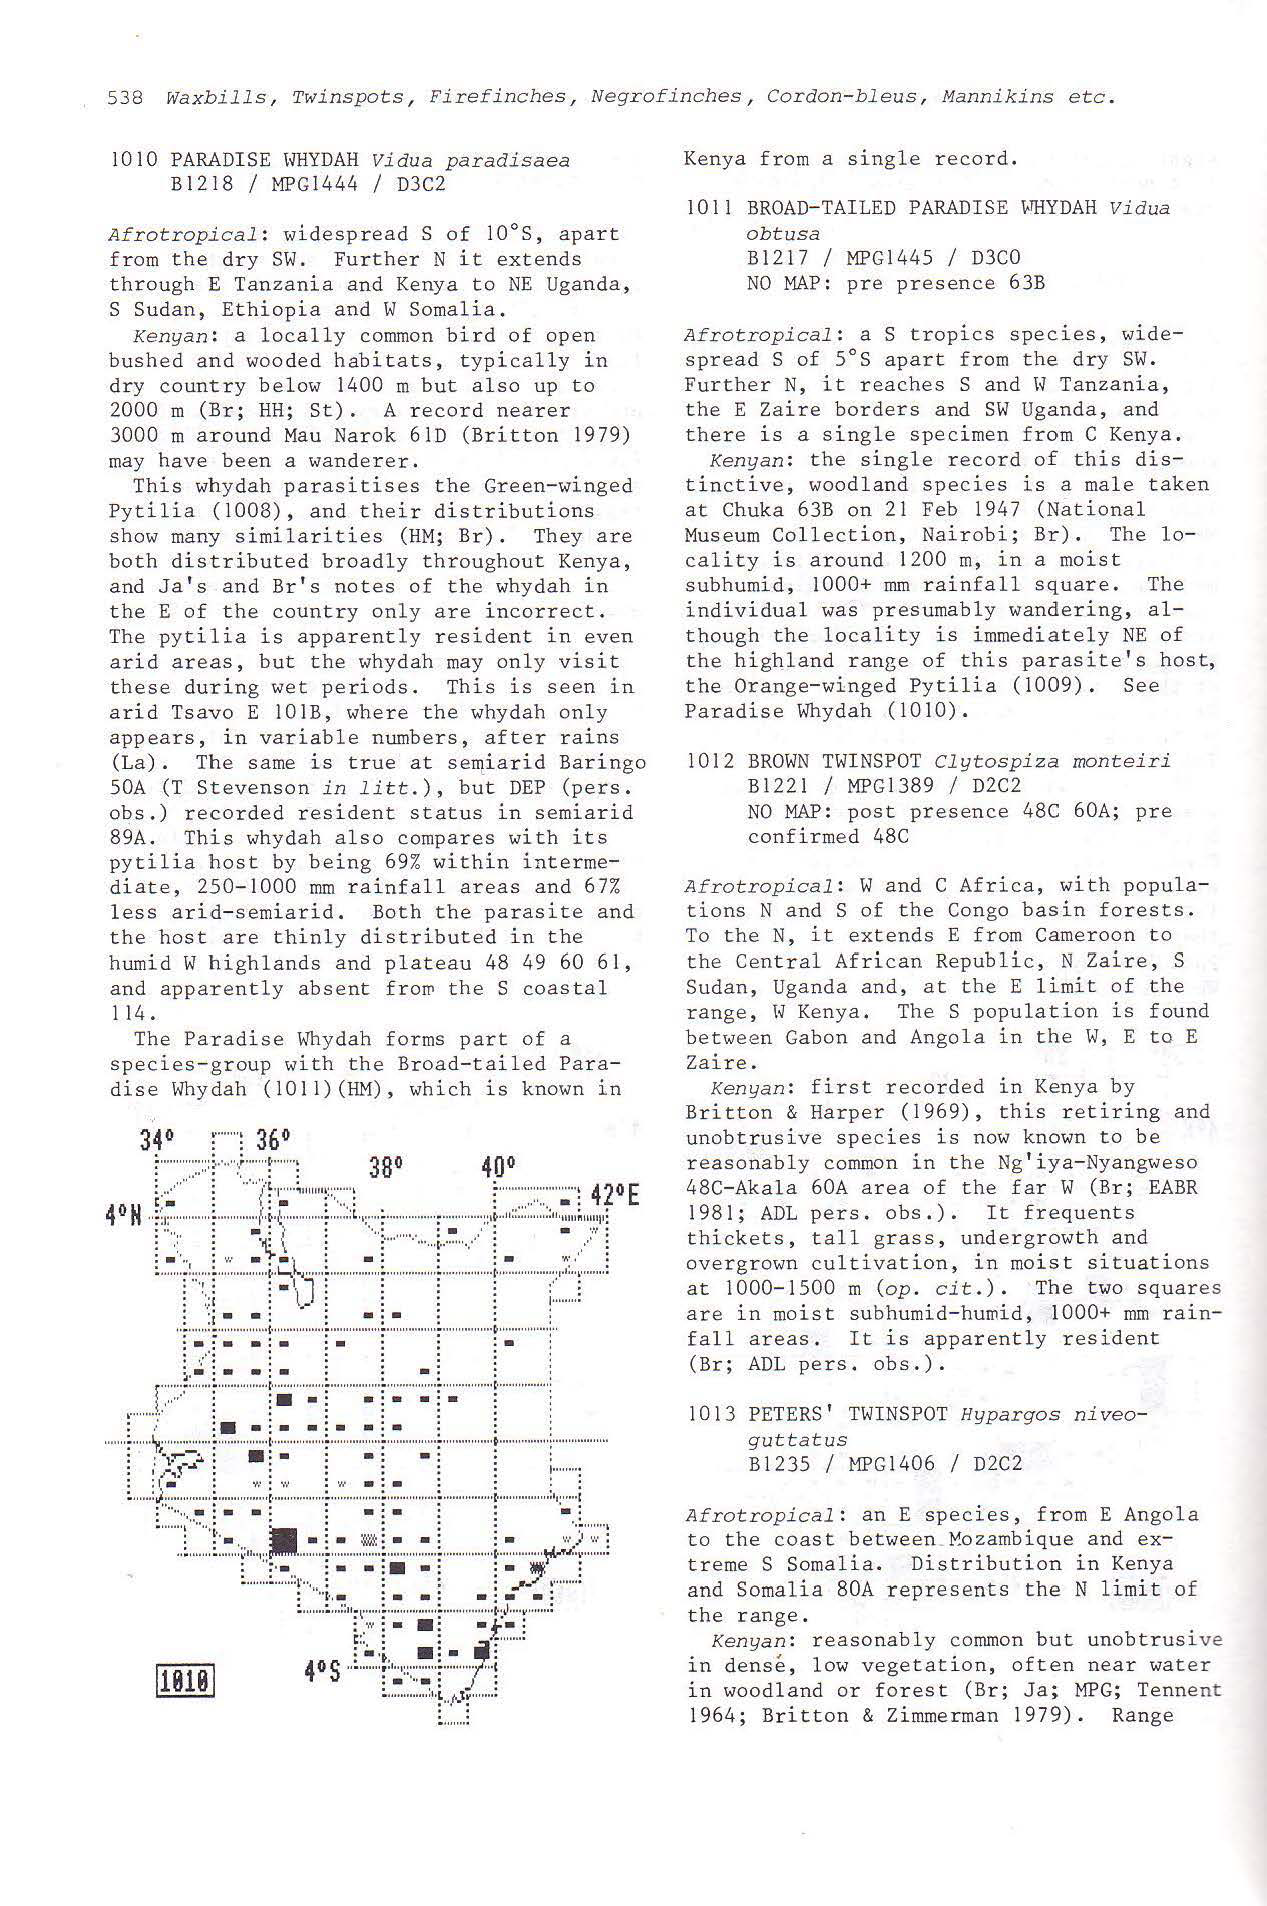 538 Waxbills, Twinspots, Firefinches, Negrofinches, Cordon-bleus, Mannikins etc.
1010 PARADISE WHYDAH Vidua paradisaea
B1218 / MPG1444 / D3C2
Afrotropical: widespread S of 10°S, apart
from the dry SW. Further N it extends
through E Tanzania and Kenya to NE Uganda,
S Sudan, Ethiopia and W Somalia.
Kenyan: a locally common bird of open
bushed and wooded habitats, typically in
dry country below 1400 m but also up to
2000 m (Br; HH; St). A record nearer
3000 m around Mau Narok 61D (Britton 1979)
may have been a wanderer.
This whydah parasitises the Green-winged
Pytilia (1008), and their distributions
show many similarities (HM; Br). They are
both distributed broadly throughout Kenya,
and Ja's and Br's notes of the whydah in
the E of the country only are incorrect.
The pytilia is apparently resident in even
arid areas, but the whydah may only visit
these during wet periods. This is seen in
arid Tsavo E 101B, where the whydah only
appears, in variable numbers, after rains
(La). The same is true at semiarid Baringo
50A (T Stevenson in litt.), but DEP (pers.
obs.) recorded resident status in semiarid
89A. This whydah also compares with its
pytilia host by being 69% within interme-
diate, 250-1000 mm rainfall areas and 67%
less arid-semiarid. Both the parasite and
the host are thinly distributed in the
humid W highlands and plateau 48 49 60 61,
and apparently absent from the S coastal
114.
The Paradise Whydah forms part of a
species-group with the Broad-tailed Para-
dise Whydah (1011)(HM), which is known in
34° 36°
38° 40°
42°E
4°N
4°S
1010
Kenya from a single record.
1011 BROAD-TAILED PARADISE WHYDAH Vidua
obtusa
B1217 / MPG1445 / D3C0
NO MAP: pre presence 63B
Afrotropical: a S tropics species, wide-
spread S of 5°S apart from the dry SW.
Further N, it reaches S and W Tanzania,
the E Zaire borders and SW Uganda, and
there is a single specimen from C Kenya.
Kenyan: the single record of this dis-
tinctive, woodland species is a male taken
at Chuka 63B on 21 Feb 1947 (National
Museum Collection, Nairobi; Br). The lo-
cality is around 1200 m, in a moist
subhumid, 1000+ mm rainfall square. The
individual was presumably wandering, al-
though the locality is immediately NE of
the highland range of this parasite's host,
the Orange-winged Pytilia (1009). See
Paradise Whydah (1010).
1012 BROWN TWINSPOT Clytospiza monteiri
B1221 / MPG1389 / D2C2
NO MAP: post presence 48C 60A; pre
confirmed 48C
Afrotropical: W and C Africa, with popula-
tions N and S of the Congo basin forests.
To the N, it extends E from Cameroon to
the Central African Republic, N Zaire, S
Sudan, Uganda and, at the E limit of the
range, W Kenya. The S population is found
between Gabon and Angola in the W, E to E
Zaire.
Kenyan: first recorded in Kenya by
Britton & Harper (1969), this retiring and
unobtrusive species is now known to be
reasonably common in the Ng'iya-Nyangweso
48C-Akala 60A area of the far W (Br; EABR
1981; ADL pers. obs.). It frequents
thickets, tall grass, undergrowth and
overgrown cultivation, in moist situations
at 1000-1500 m (op. cit.). The two squares
are in moist subhumid-humid, 1000+ mm rain-
fall areas. It is apparently resident
(Br; ADL pers. obs.).
1013 PETERS' TWINSPOT Hypargos niveo-
guttatus
B1235 / MPG1406 / D2C2
Afrotropical: an E species, from E Angola
to the coast between Mozambique and ex-
treme S Somalia. Distribution in Kenya
and Somalia 80A represents the N limit of
the range.
Kenyan: reasonably common but unobtrusive
in dense, low vegetation, often near water
in woodland or forest (Br; Ja; MPG; Tennent
1964; Britton & Zimmerman 1979). Range